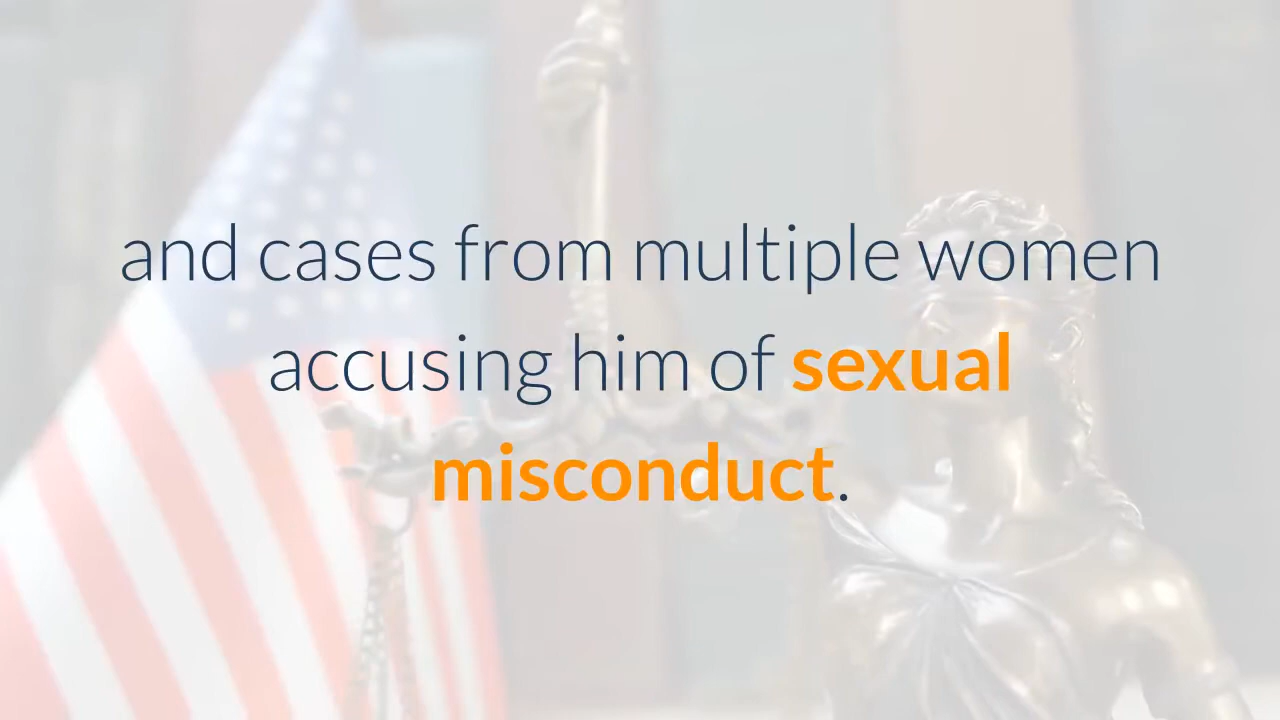 and cases from multiple women
accusing him of sexual
misconduct.